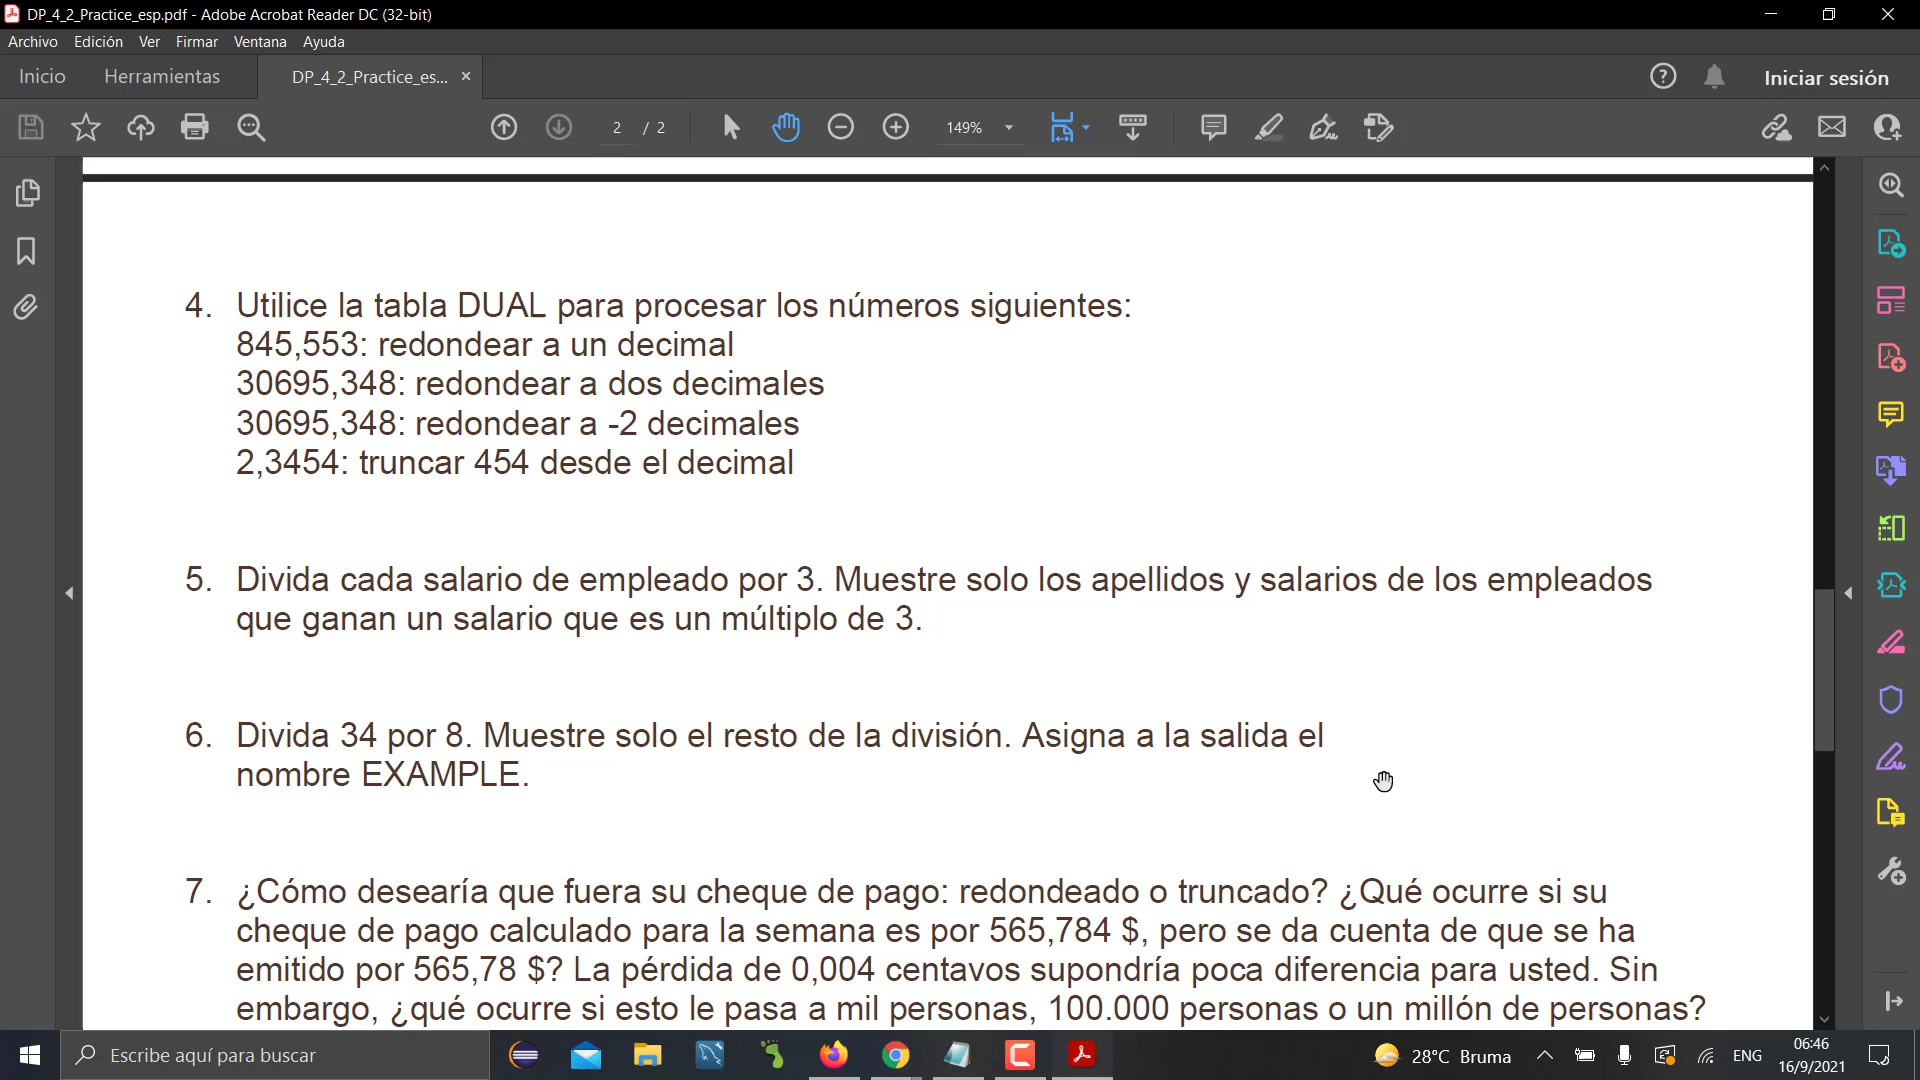 DP_4_2_Practice_esp.pdf - Adobe Acrobat Reader DC (32-bit)
Archivo Edición Ver Firmar Ventana Ayuda
Inicio Herramientas DP_4_2_Practice_es... × Iniciar sesión
2 / 2 149%
4. Utilice la tabla DUAL para procesar los números siguientes:
845,553: redondear a un decimal
30695,348: redondear a dos decimales
30695,348: redondear a -2 decimales
2,3454: truncar 454 desde el decimal
5. Divida cada salario de empleado por 3. Muestre solo los apellidos y salarios de los empleados
que ganan un salario que es un múltiplo de 3.
6. Divida 34 por 8. Muestre solo el resto de la división. Asigna a la salida el
nombre EXAMPLE.
7. ¿Cómo desearía que fuera su cheque de pago: redondeado o truncado? ¿Qué ocurre si su
cheque de pago calculado para la semana es por 565,784 $, pero se da cuenta de que se ha
emitido por 565,78 $? La pérdida de 0,004 centavos supondría poca diferencia para usted. Sin
embargo, ¿qué ocurre si esto le pasa a mil personas, 100.000 personas o un millón de personas?
Escribe aquí para buscar 28°C Bruma ENG 06:46
16/9/2021